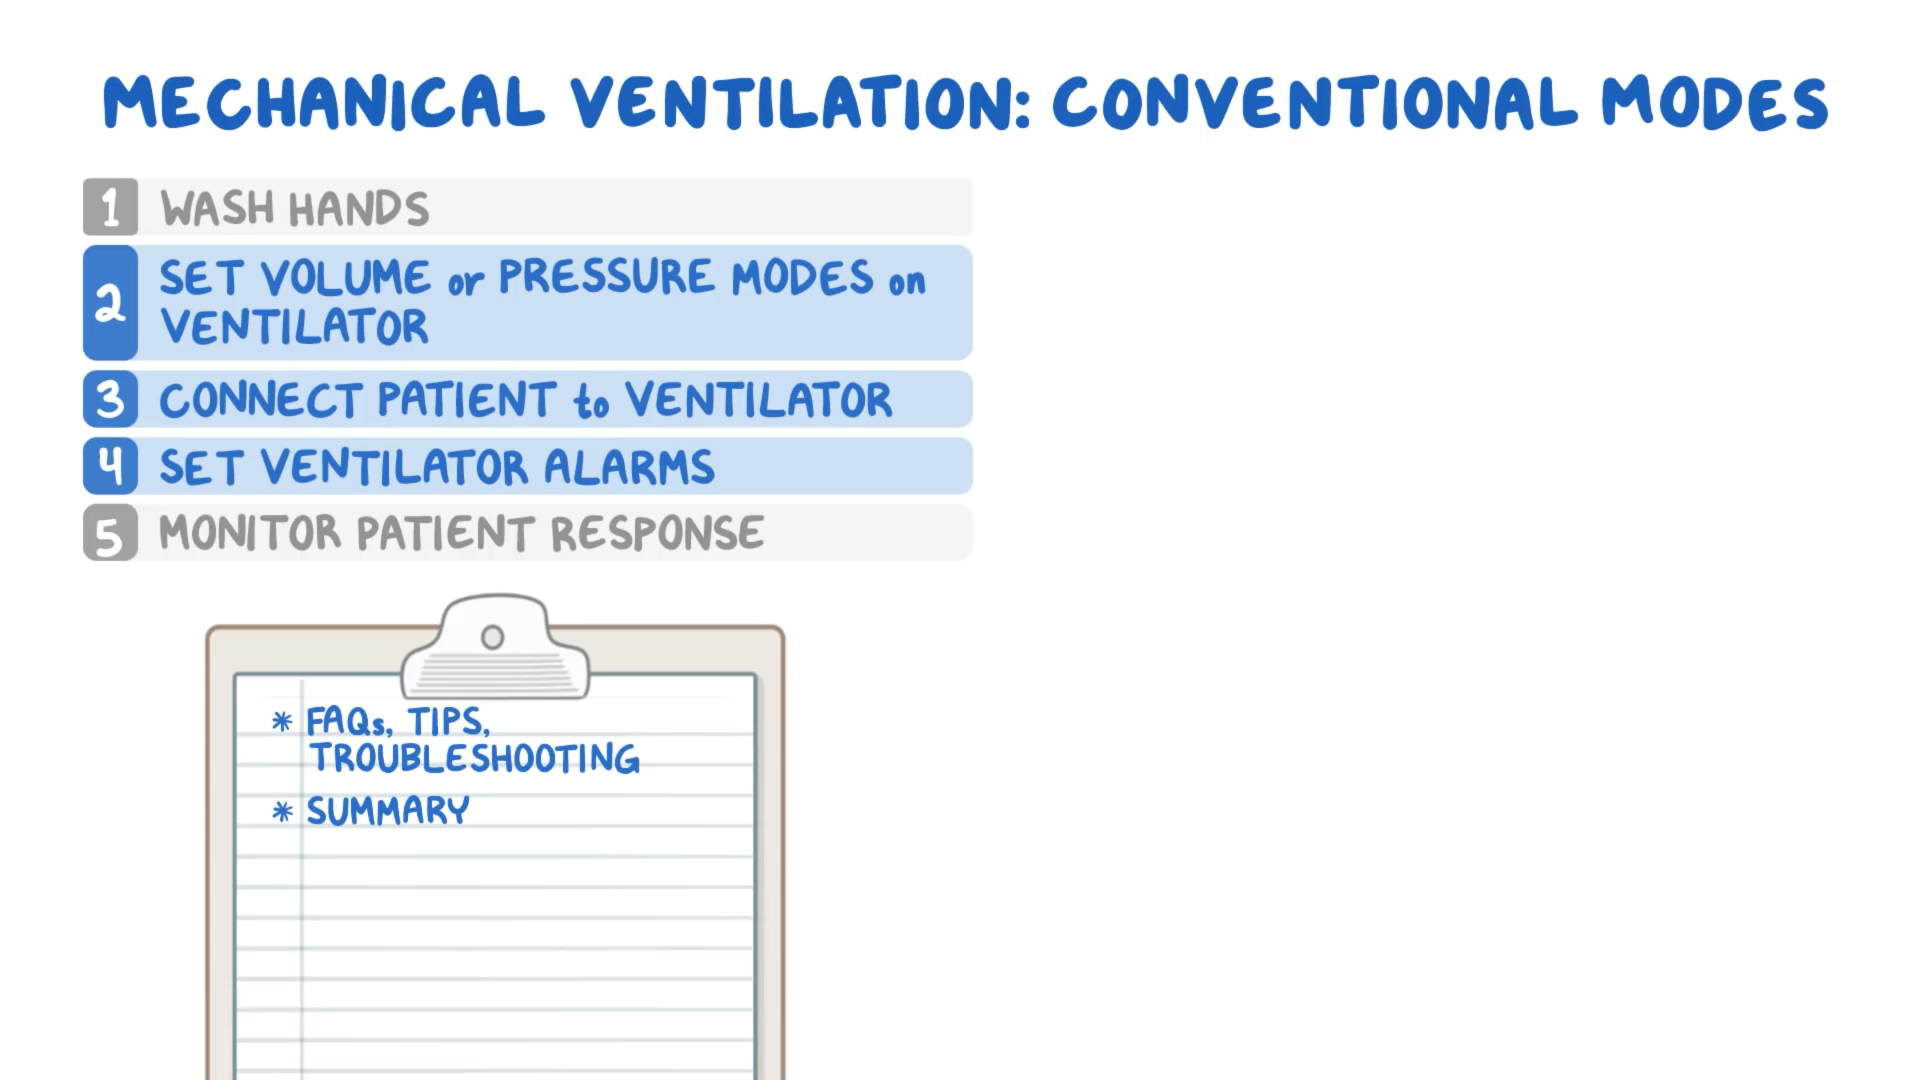 MECHANICAL VENTILATION: CONVENTIONAL MODES
1 WASH HANDS
2 SET VOLUME or PRESSURE MODES on
VENTILATOR
3 CONNECT PATIENT to VENTILATOR
4 SET VENTILATOR ALARMS
5 MONITOR PATIENT RESPONSE
* FAQs, TIPS,
TROUBLESHOOTING
* SUMMARY